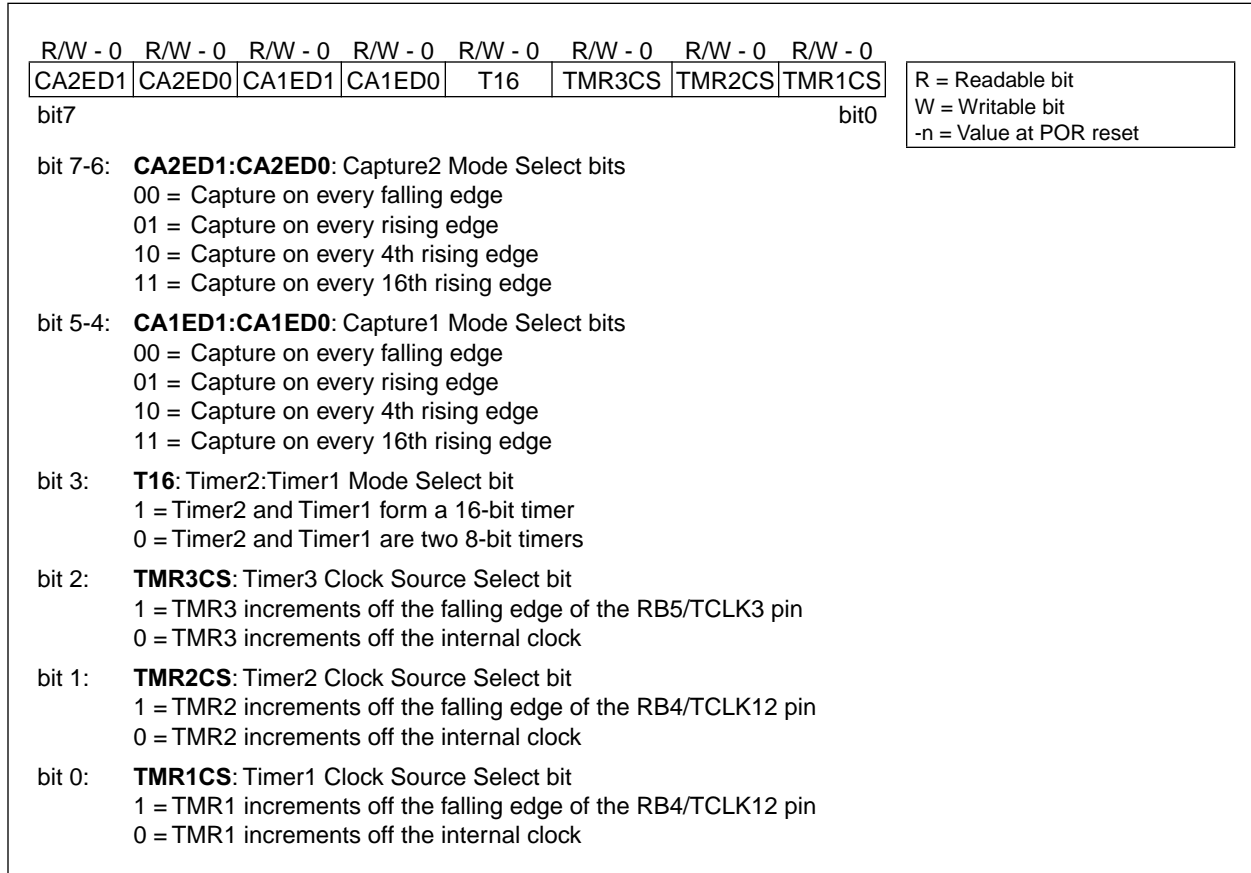 R/W - 0 R/W - 0 R/W - 0 R/W - 0 R/W - 0 R/W - 0 R/W - 0 R/W - 0
CA2ED1 CA2ED0 CA1ED1 CA1ED0 T16 TMR3CS TMR2CS TMR1CS
bit7 bit0
R = Readable bit
W = Writable bit
-n = Value at POR reset
bit 7-6: CA2ED1:CA2ED0: Capture2 Mode Select bits
00 = Capture on every falling edge
01 = Capture on every rising edge
10 = Capture on every 4th rising edge
11 = Capture on every 16th rising edge
bit 5-4: CA1ED1:CA1ED0: Capture1 Mode Select bits
00 = Capture on every falling edge
01 = Capture on every rising edge
10 = Capture on every 4th rising edge
11 = Capture on every 16th rising edge
bit 3: T16: Timer2:Timer1 Mode Select bit
1 = Timer2 and Timer1 form a 16-bit timer
0 = Timer2 and Timer1 are two 8-bit timers
bit 2: TMR3CS: Timer3 Clock Source Select bit
1 = TMR3 increments off the falling edge of the RB5/TCLK3 pin
0 = TMR3 increments off the internal clock
bit 1: TMR2CS: Timer2 Clock Source Select bit
1 = TMR2 increments off the falling edge of the RB4/TCLK12 pin
0 = TMR2 increments off the internal clock
bit 0: TMR1CS: Timer1 Clock Source Select bit
1 = TMR1 increments off the falling edge of the RB4/TCLK12 pin
0 = TMR1 increments off the internal clock